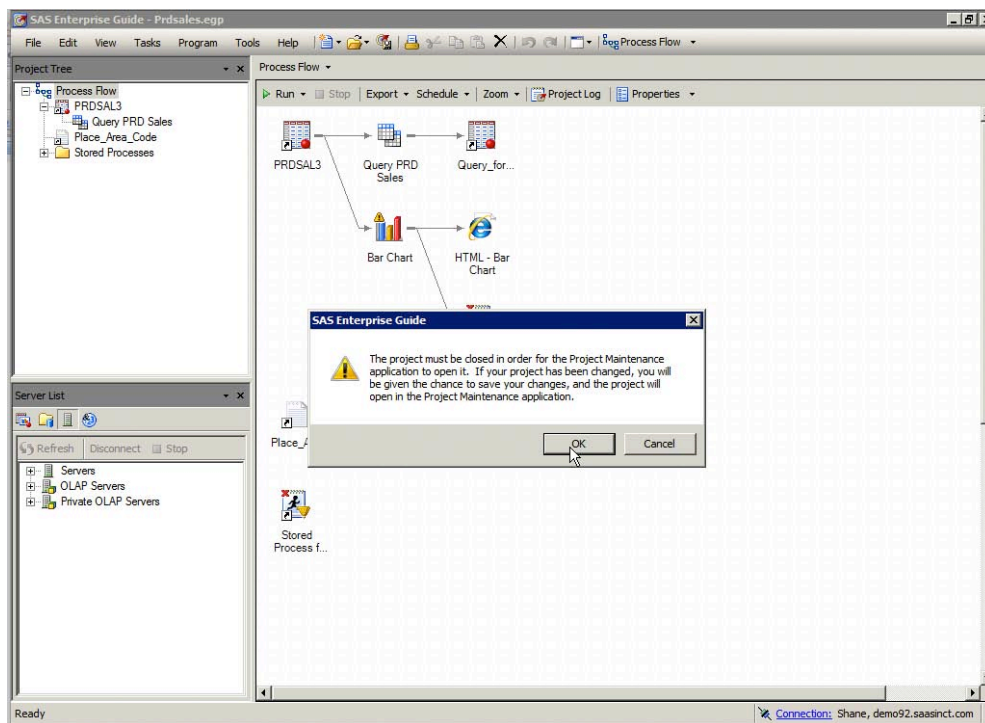 SAS Enterprise Guide - Prdsales.egp
File Edit View Tasks Program Tools Help Process Flow
Project Tree
Process Flow
PRDSAL3
Query PRD Sales
Place_Area_Code
Stored Processes
Process Flow
Run Stop Export Schedule Zoom Project Log Properties
PRDSAL3
Query PRD
Sales
Query_for...
Bar Chart
HTML - Bar
Chart
SAS Enterprise Guide
The project must be closed in order for the Project Maintenance
application to open it. If your project has been changed, you will
be given the chance to save your changes, and the project will
open in the Project Maintenance application.
OK Cancel
Server List
Refresh Disconnect Stop
Servers
OLAP Servers
Private OLAP Servers
Place_
Stored
Process f...
Ready
Connection: Shane, demo92.saasinct.com